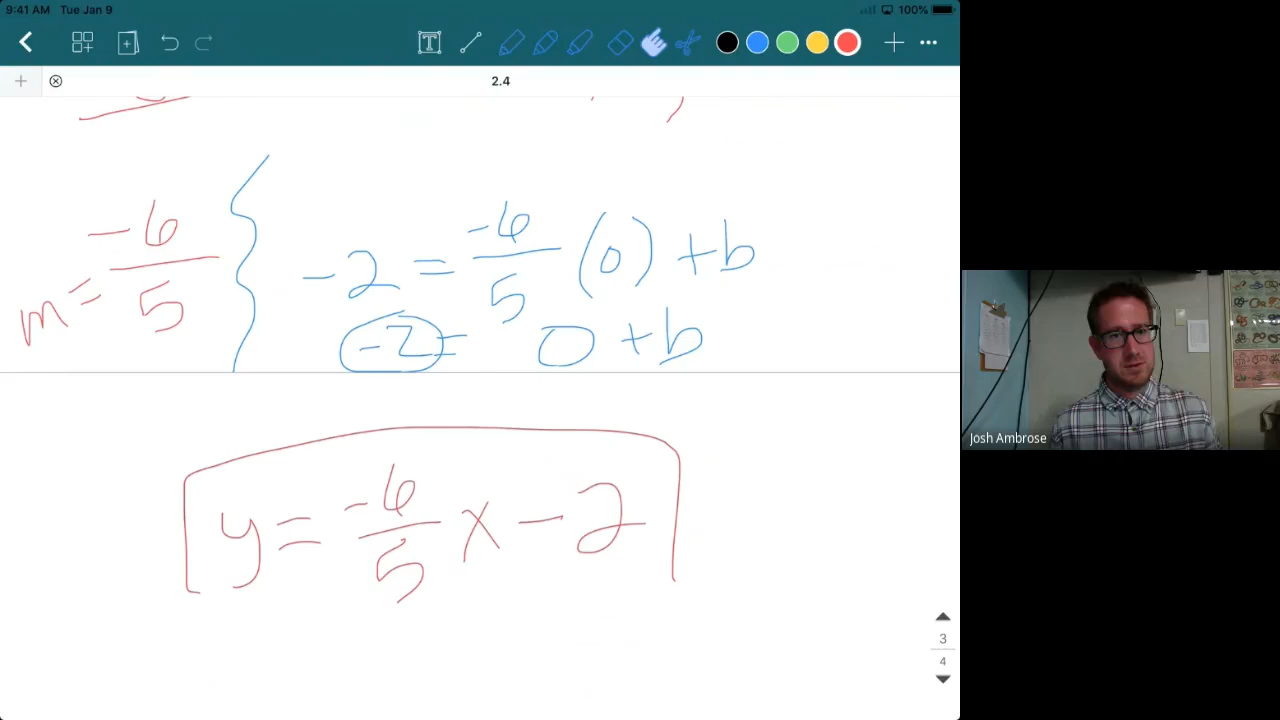 9:41 AM Tue Jan 9
100%
2.4
m = -6/5
-2 = -6/5 (0) + b
-2 = 0 + b
y = -6/5 x - 2
3
4
Josh Ambrose